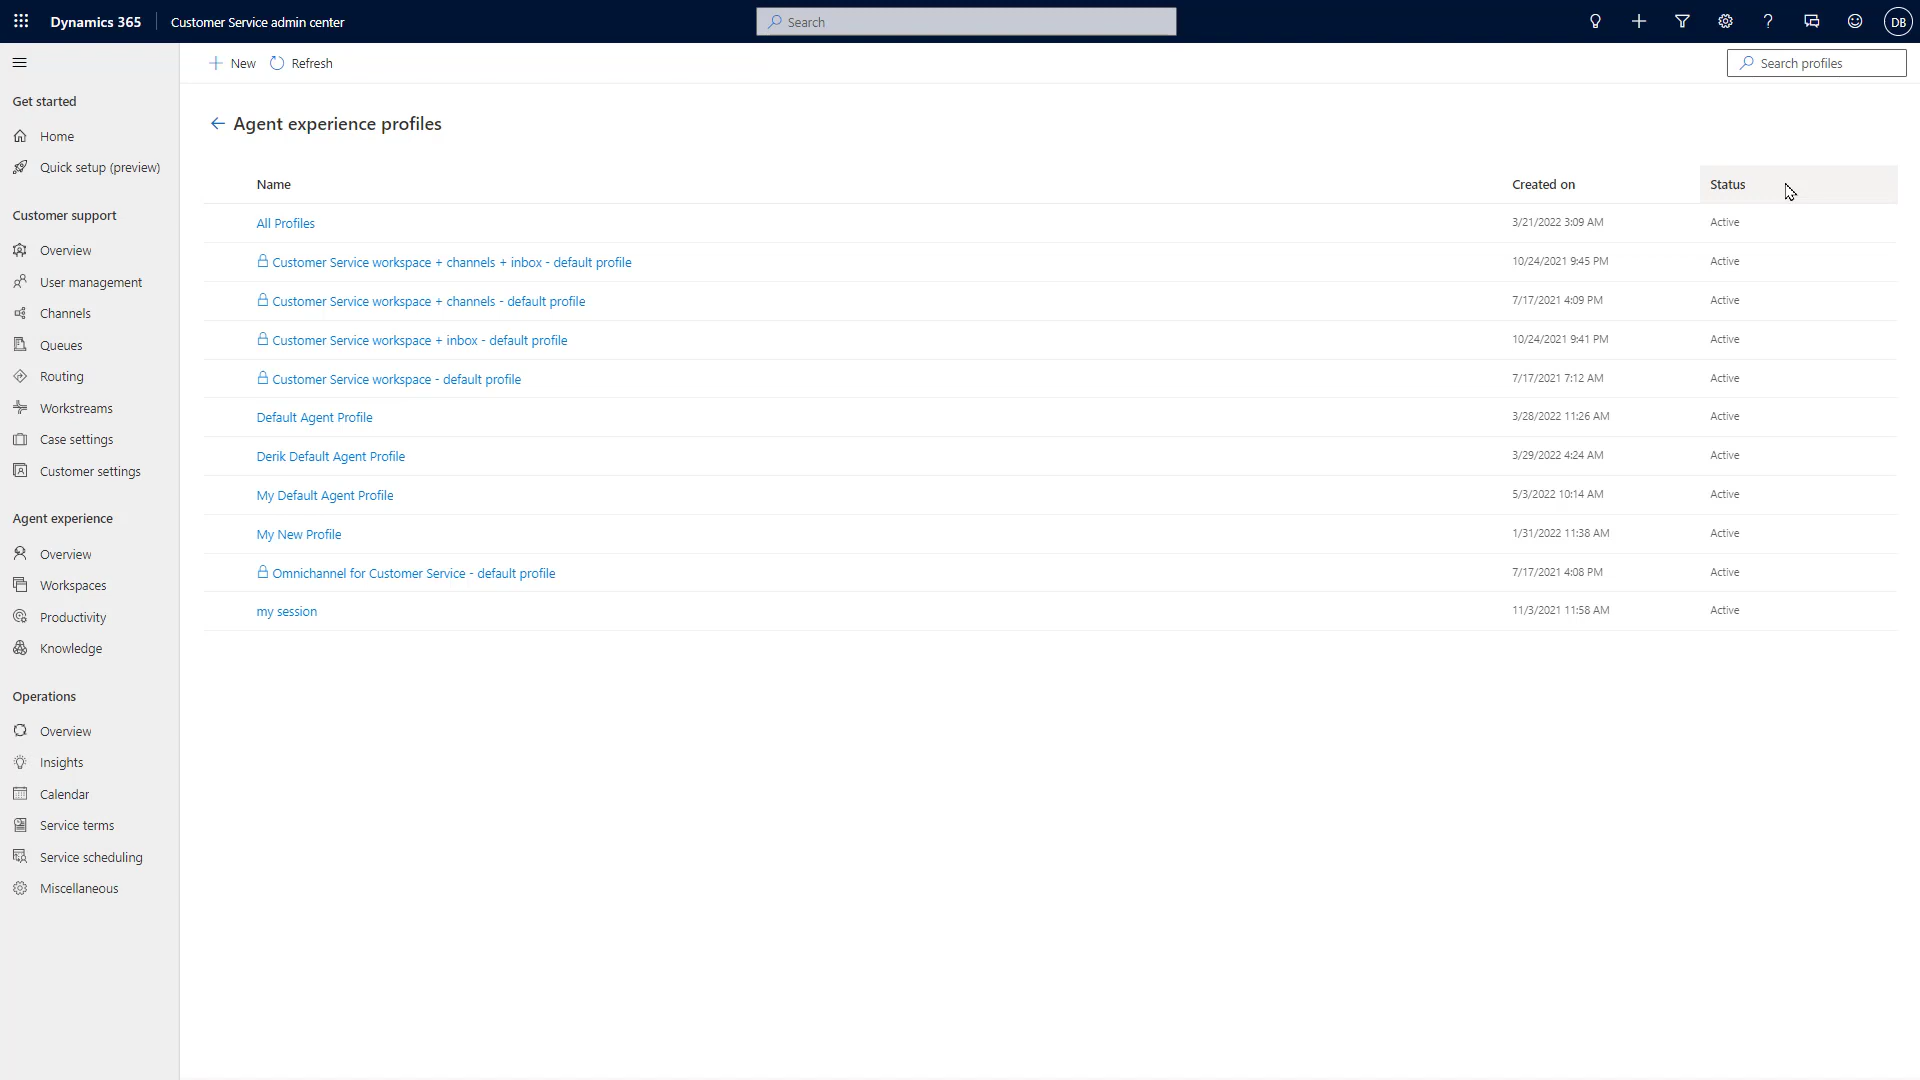 Dynamics 365 Customer Service admin center Search DB
New Refresh Search profiles
Get started
Home
Quick setup (preview)
Customer support
Overview
User management
Channels
Queues
Routing
Workstreams
Case settings
Customer settings
Agent experience
Overview
Workspaces
Productivity
Knowledge
Operations
Overview
Insights
Calendar
Service terms
Service scheduling
Miscellaneous
Agent experience profiles
Name Created on Status
All Profiles 3/21/2022 3:09 AM Active
Customer Service workspace + channels + inbox - default profile 10/24/2021 9:45 PM Active
Customer Service workspace + channels - default profile 7/17/2021 4:09 PM Active
Customer Service workspace + inbox - default profile 10/24/2021 9:41 PM Active
Customer Service workspace - default profile 7/17/2021 7:12 AM Active
Default Agent Profile 3/28/2022 11:26 AM Active
Derik Default Agent Profile 3/29/2022 4:24 AM Active
My Default Agent Profile 5/3/2022 10:14 AM Active
My New Profile 1/31/2022 11:38 AM Active
Omnichannel for Customer Service - default profile 7/17/2021 4:08 PM Active
my session 11/3/2021 11:58 AM Active